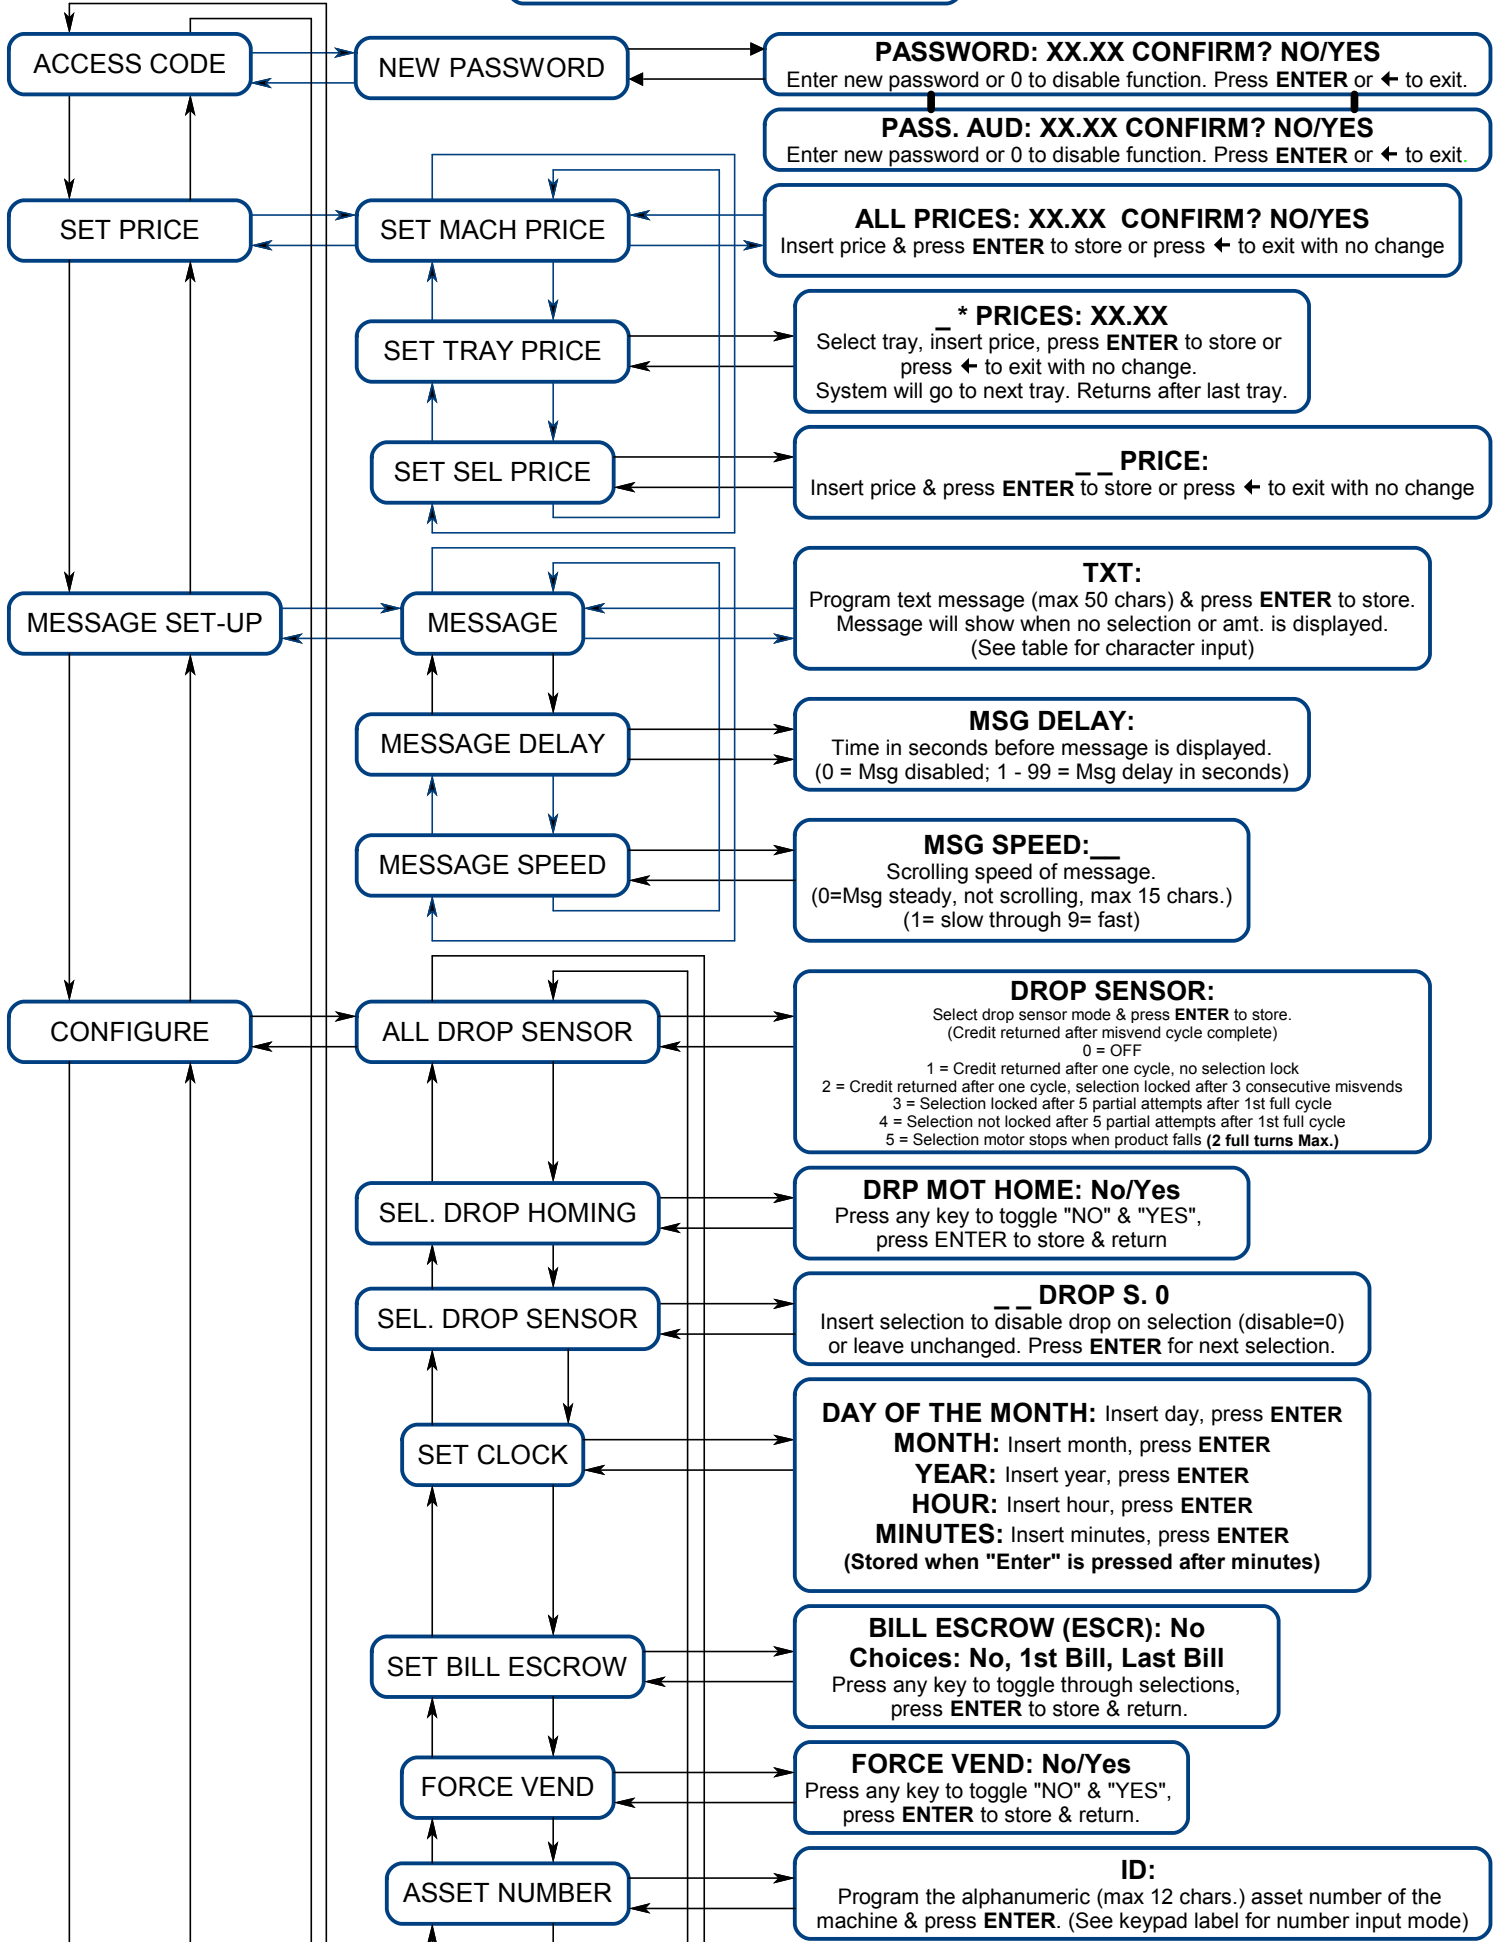 ACCESS CODE
NEW PASSWORD
PASSWORD: XX.XX CONFIRM? NO/YES
Enter new password or 0 to disable function. Press ENTER or ← to exit.
PASS. AUD: XX.XX CONFIRM? NO/YES
Enter new password or 0 to disable function. Press ENTER or ← to exit.
SET PRICE
SET MACH PRICE
ALL PRICES: XX.XX CONFIRM? NO/YES
Insert price & press ENTER to store or press ← to exit with no change
SET TRAY PRICE
_ * PRICES: XX.XX
Select tray, insert price, press ENTER to store or
press ← to exit with no change.
System will go to next tray. Returns after last tray.
SET SEL PRICE
_ _ PRICE:
Insert price & press ENTER to store or press ← to exit with no change
MESSAGE SET-UP
MESSAGE
TXT:
Program text message (max 50 chars) & press ENTER to store.
Message will show when no selection or amt. is displayed.
(See table for character input)
MESSAGE DELAY
MSG DELAY:
Time in seconds before message is displayed.
(0 = Msg disabled; 1 - 99 = Msg delay in seconds)
MESSAGE SPEED
MSG SPEED:__
Scrolling speed of message.
(0=Msg steady, not scrolling, max 15 chars.)
(1= slow through 9= fast)
CONFIGURE
ALL DROP SENSOR
DROP SENSOR:
Select drop sensor mode & press ENTER to store.
(Credit returned after misvend cycle complete)
0 = OFF
1 = Credit returned after one cycle, no selection lock
2 = Credit returned after one cycle, selection locked after 3 consecutive misvends
3 = Selection locked after 5 partial attempts after 1st full cycle
4 = Selection not locked after 5 partial attempts after 1st full cycle
5 = Selection motor stops when product falls (2 full turns Max.)
SEL. DROP HOMING
DRP MOT HOME: No/Yes
Press any key to toggle "NO" & "YES",
press ENTER to store & return
SEL. DROP SENSOR
_ _ DROP S. 0
Insert selection to disable drop on selection (disable=0)
or leave unchanged. Press ENTER for next selection.
SET CLOCK
DAY OF THE MONTH: Insert day, press ENTER
MONTH: Insert month, press ENTER
YEAR: Insert year, press ENTER
HOUR: Insert hour, press ENTER
MINUTES: Insert minutes, press ENTER
(Stored when "Enter" is pressed after minutes)
SET BILL ESCROW
BILL ESCROW (ESCR): No
Choices: No, 1st Bill, Last Bill
Press any key to toggle through selections,
press ENTER to store & return.
FORCE VEND
FORCE VEND: No/Yes
Press any key to toggle "NO" & "YES",
press ENTER to store & return.
ASSET NUMBER
ID:
Program the alphanumeric (max 12 chars.) asset number of the
machine & press ENTER. (See keypad label for number input mode)